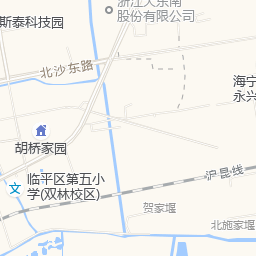 浙江大东南
股份有限公司
斯泰科技园
北沙东路
海宁
永兴
胡桥家园
临平区第五小
学(双林校区)
沪昆线
贺家堰
北施家堰